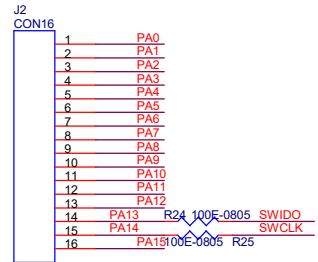 J2
CON16
1 PA0
2 PA1
3 PA2
4 PA3
5 PA4
6 PA5
7 PA6
8 PA7
9 PA8
10 PA9
11 PA10
12 PA11
13 PA12
14 PA13 R24 100E-0805 SWIDO
15 PA14 SWCLK
16 PA15 100E-0805 R25